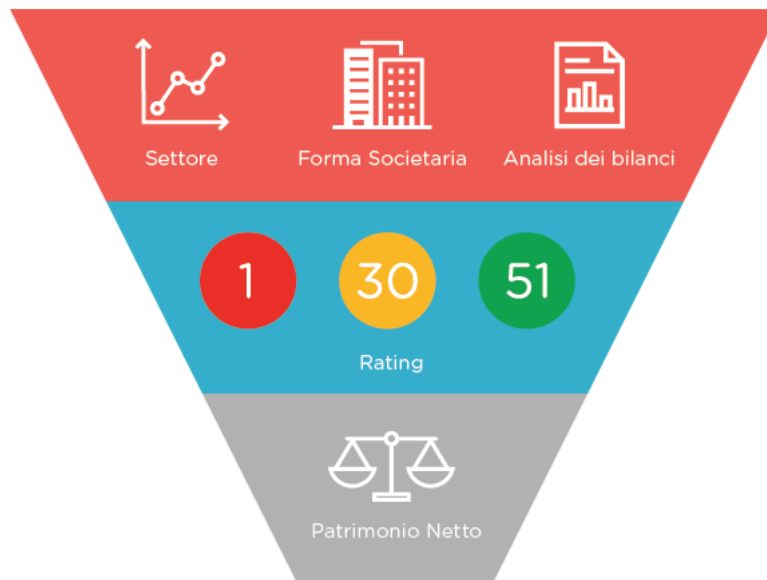 Settore
Forma Societaria
Analisi dei bilanci
1
30
51
Rating
Patrimonio Netto